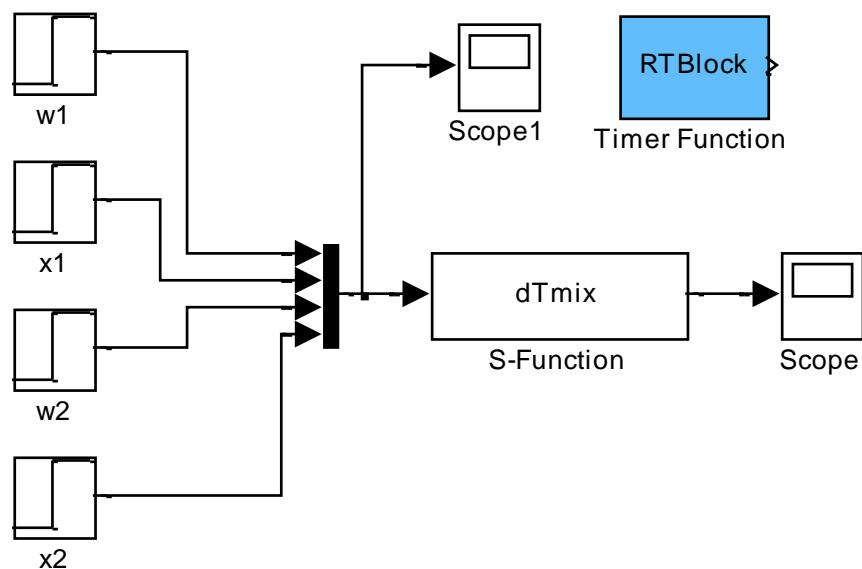 w1
Scope1
RTBlock
Timer Function
x1
dTmix
S-Function
Scope
w2
x2